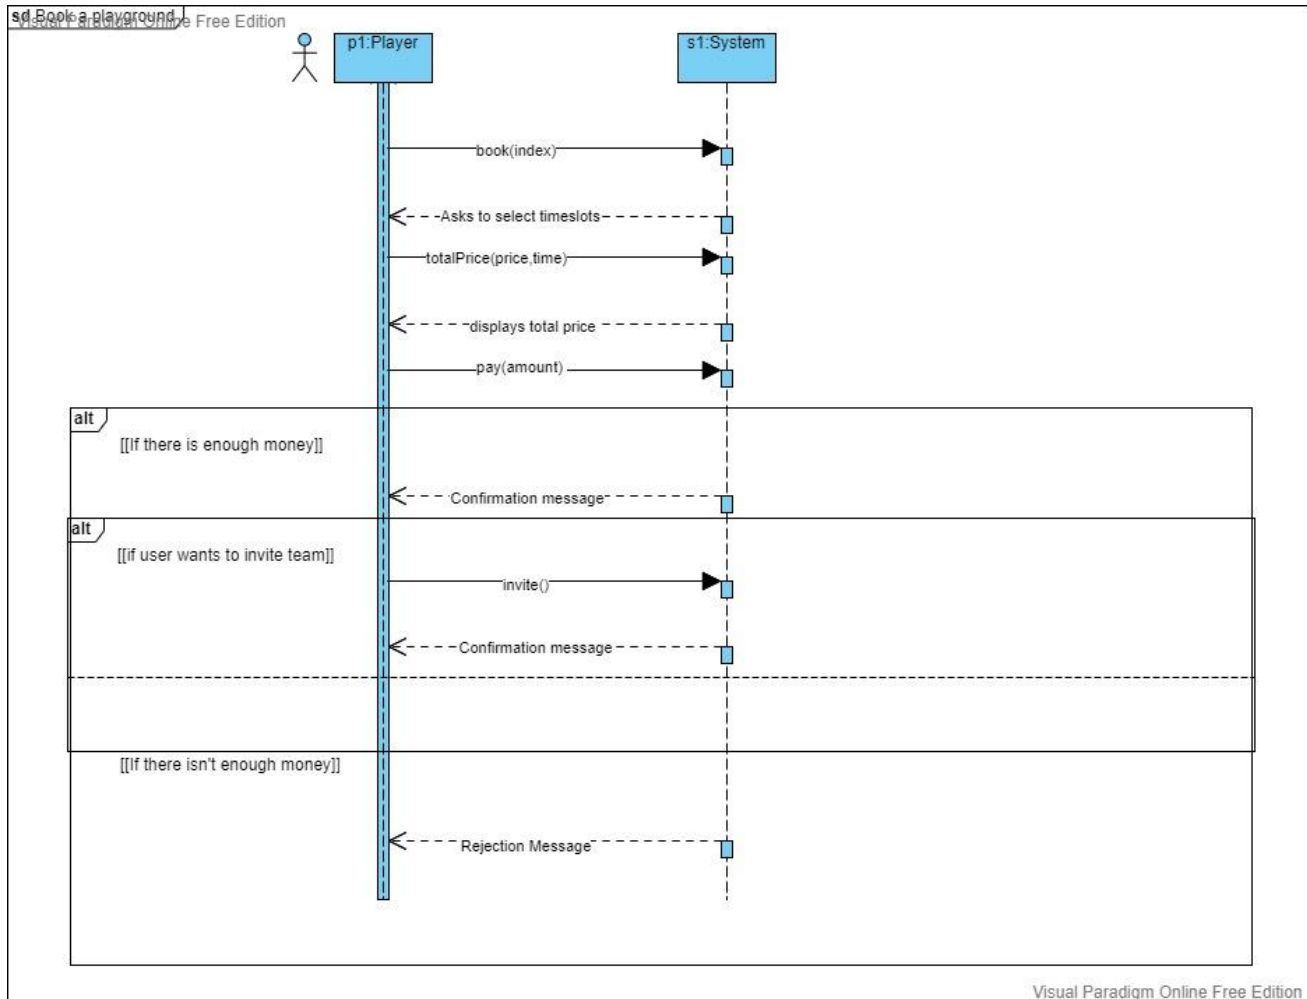 sd Book a playground
Visual Paradigm Online Free Edition
p1:Player
s1:System
book(index)
Asks to select timeslots
totalPrice(price,time)
displays total price
pay(amount)
alt
[[If there is enough money]]
Confirmation message
alt
[[if user wants to invite team]]
invite()
Confirmation message
[[If there isn't enough money]]
Rejection Message
Visual Paradigm Online Free Edition